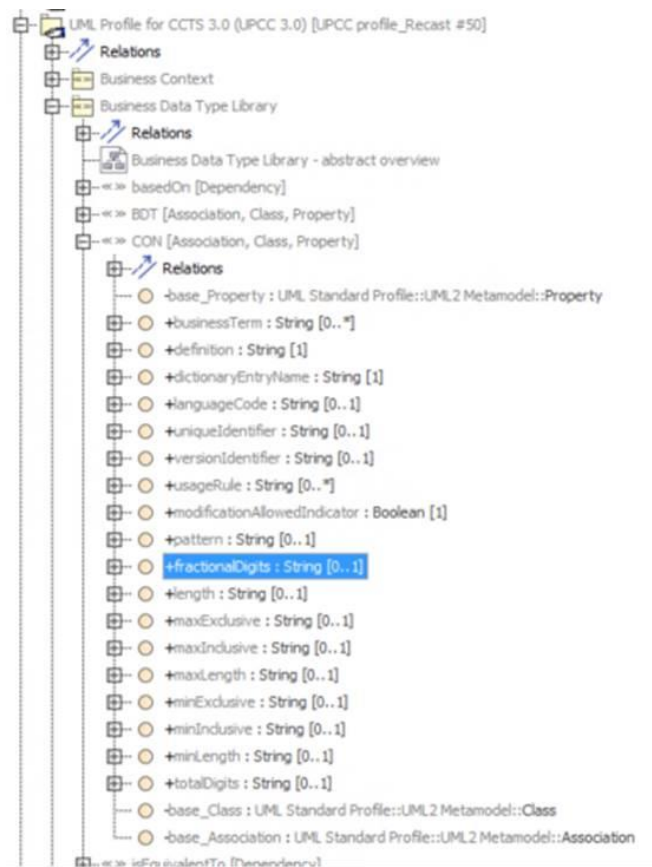 UML Profile for CCTS 3.0 (UPCC 3.0) [UPCC profile_Recast #50]
Relations
«» Business Context
«» Business Data Type Library
Relations
Business Data Type Library - abstract overview
«» basedOn [Dependency]
«» BDT [Association, Class, Property]
«» CON [Association, Class, Property]
Relations
-base_Property : UML Standard Profile::UML2 Metamodel::Property
+businessTerm : String [0..*]
+definition : String [1]
+dictionaryEntryName : String [1]
+languageCode : String [0..1]
+uniqueIdentifier : String [0..1]
+versionIdentifier : String [0..1]
+usageRule : String [0..*]
+modificationAllowedIndicator : Boolean [1]
+pattern : String [0..1]
+fractionalDigits : String [0..1]
+length : String [0..1]
+maxExclusive : String [0..1]
+maxInclusive : String [0..1]
+maxLength : String [0..1]
+minExclusive : String [0..1]
+minInclusive : String [0..1]
+minLength : String [0..1]
+totalDigits : String [0..1]
-base_Class : UML Standard Profile::UML2 Metamodel::Class
-base_Association : UML Standard Profile::UML2 Metamodel::Association
«» isEquivalentTo [Dependency]